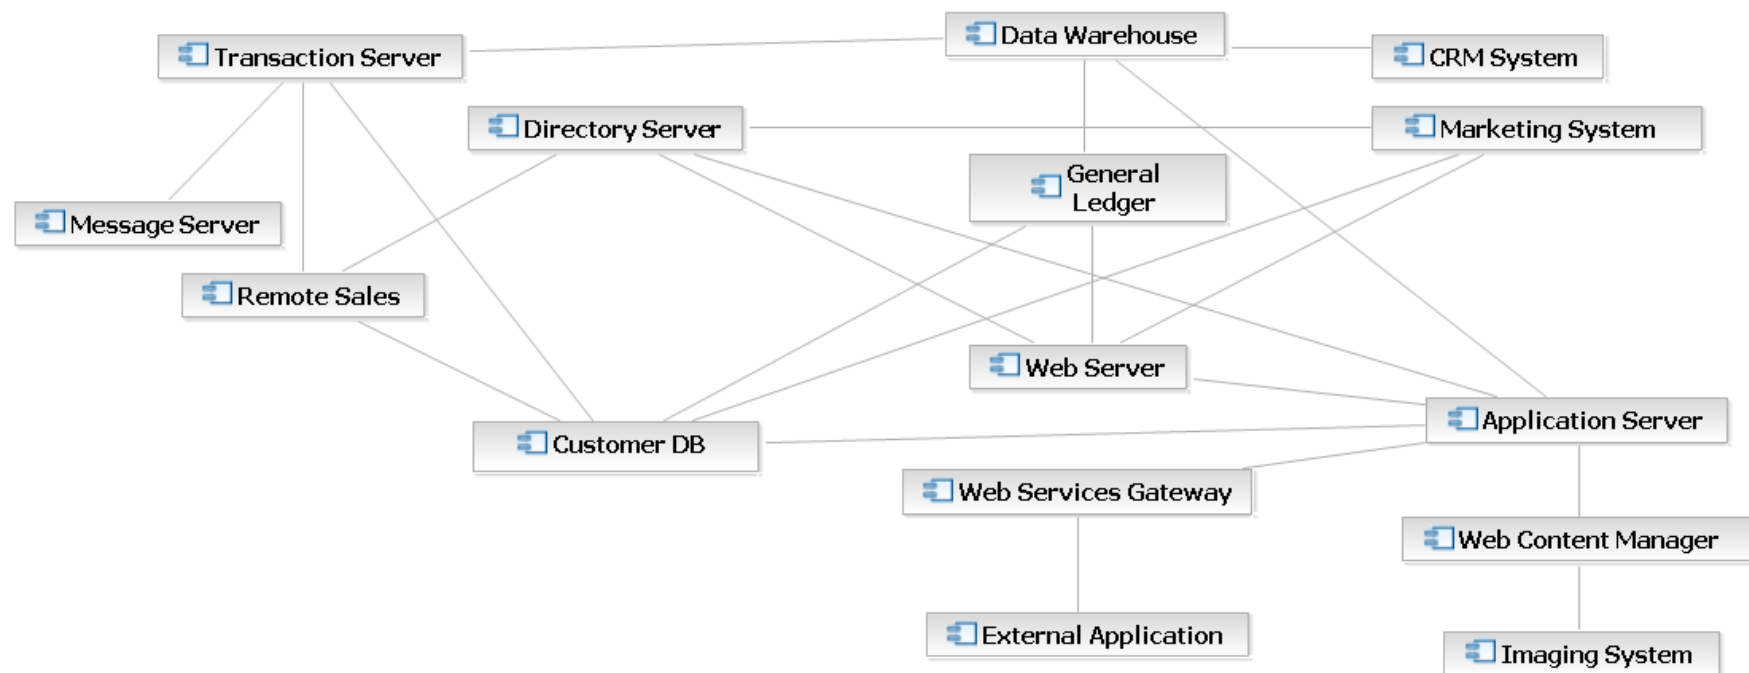 Transaction Server
Data Warehouse
CRM System
Directory Server
Marketing System
General
Ledger
Message Server
Remote Sales
Web Server
Application Server
Customer DB
Web Services Gateway
Web Content Manager
External Application
Imaging System